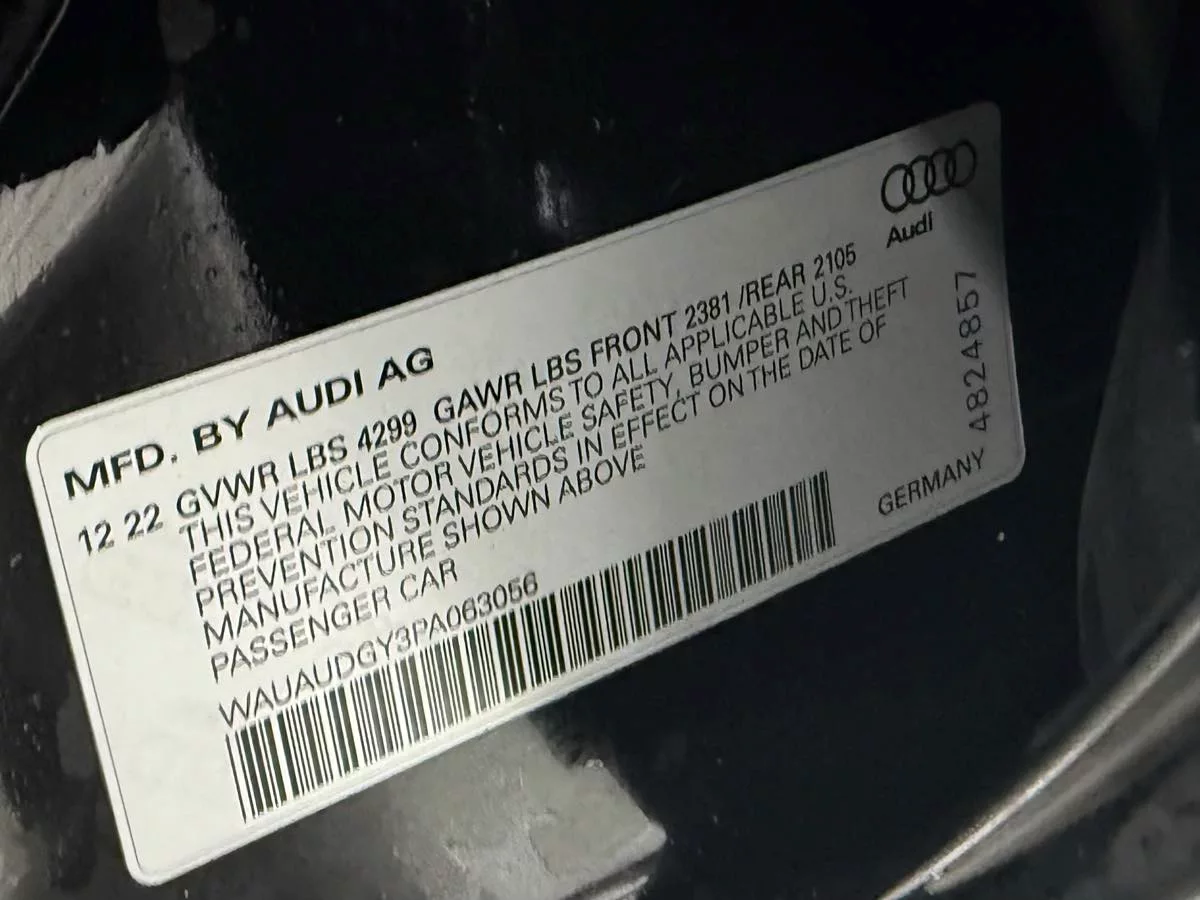 Audi
MFD. BY AUDI AG
12 22 GVWR LBS 4299 GAWR LBS FRONT 2381 /REAR 2105
THIS VEHICLE CONFORMS TO ALL APPLICABLE U.S.
FEDERAL MOTOR VEHICLE SAFETY, BUMPER AND THEFT
PREVENTION STANDARDS IN EFFECT ON THE DATE OF
MANUFACTURE SHOWN ABOVE
PASSENGER CAR
WAUAUDGY3PA063056
GERMANY
4824857